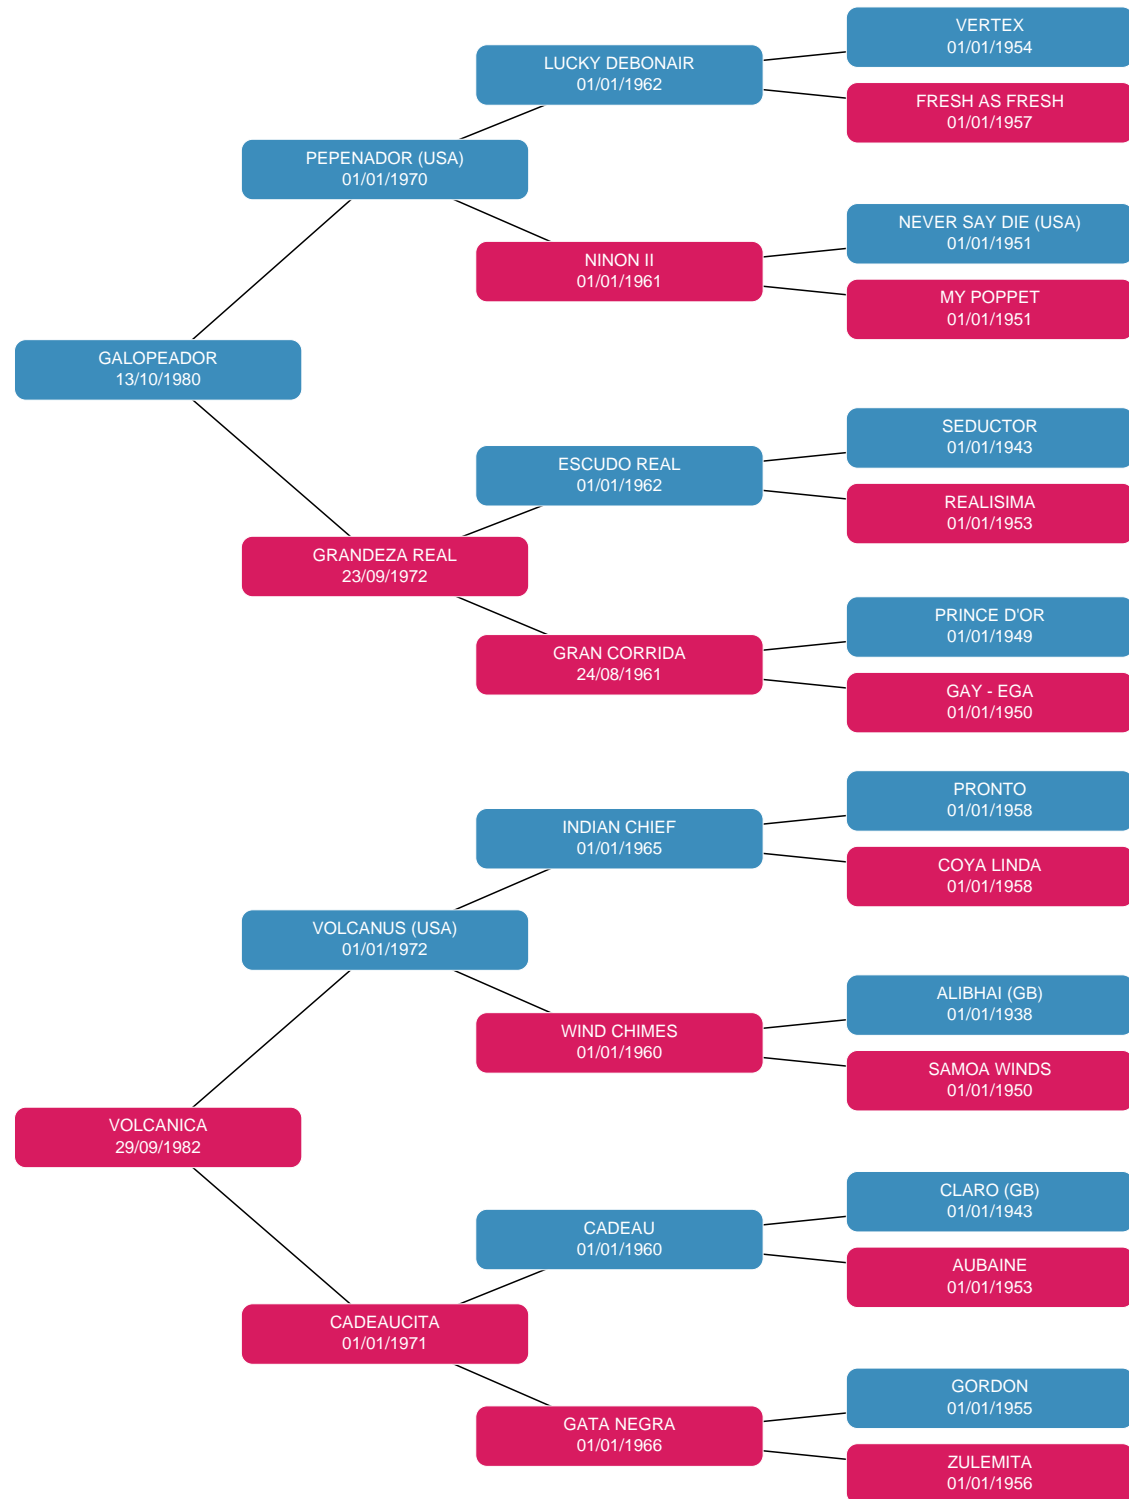 VERTEX
01/01/1954
LUCKY DEBONAIR
01/01/1962
FRESH AS FRESH
01/01/1957
PEPENADOR (USA)
01/01/1970
NEVER SAY DIE (USA)
01/01/1951
NINON II
01/01/1961
MY POPPET
01/01/1951
GALOPEADOR
13/10/1980
SEDUCTOR
01/01/1943
ESCUDO REAL
01/01/1962
REALISIMA
01/01/1953
GRANDEZA REAL
23/09/1972
PRINCE D'OR
01/01/1949
GRAN CORRIDA
24/08/1961
GAY - EGA
01/01/1950
PRONTO
01/01/1958
INDIAN CHIEF
01/01/1965
COYA LINDA
01/01/1958
VOLCANUS (USA)
01/01/1972
ALIBHAI (GB)
01/01/1938
WIND CHIMES
01/01/1960
SAMOA WINDS
01/01/1950
VOLCANICA
29/09/1982
CLARO (GB)
01/01/1943
CADEAU
01/01/1960
AUBAINE
01/01/1953
CADEAUCITA
01/01/1971
GORDON
01/01/1955
GATA NEGRA
01/01/1966
ZULEMITA
01/01/1956